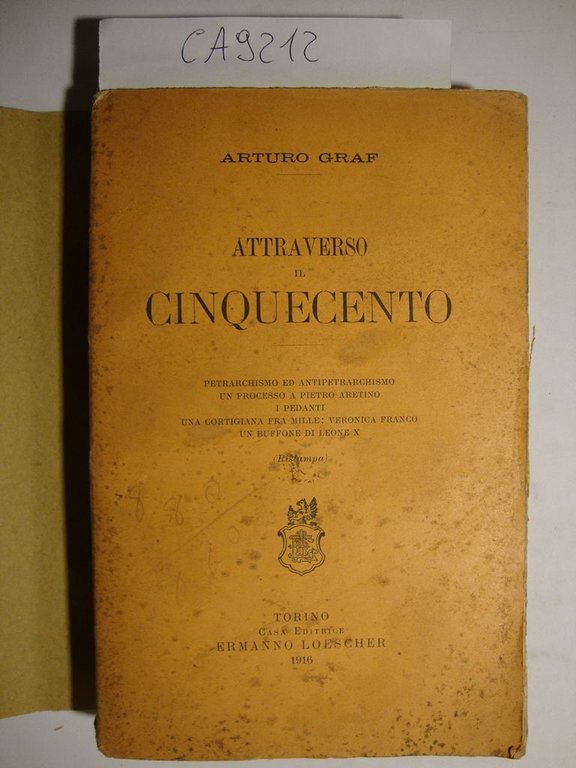 CA9212
ARTURO GRAF
ATTRAVERSO
IL
CINQUECENTO
PETRARCHISMO ED ANTIPETRARCHISMO
UN PROCESSO A PIETRO ARETINO
I PEDANTI
UNA CORTIGIANA FRA MILLE: VERONICA FRANCO
UN BUFFONE DI LEONE X
(Ristampa)
TORINO
CASA EDITRICE
ERMANNO LOESCHER
1916